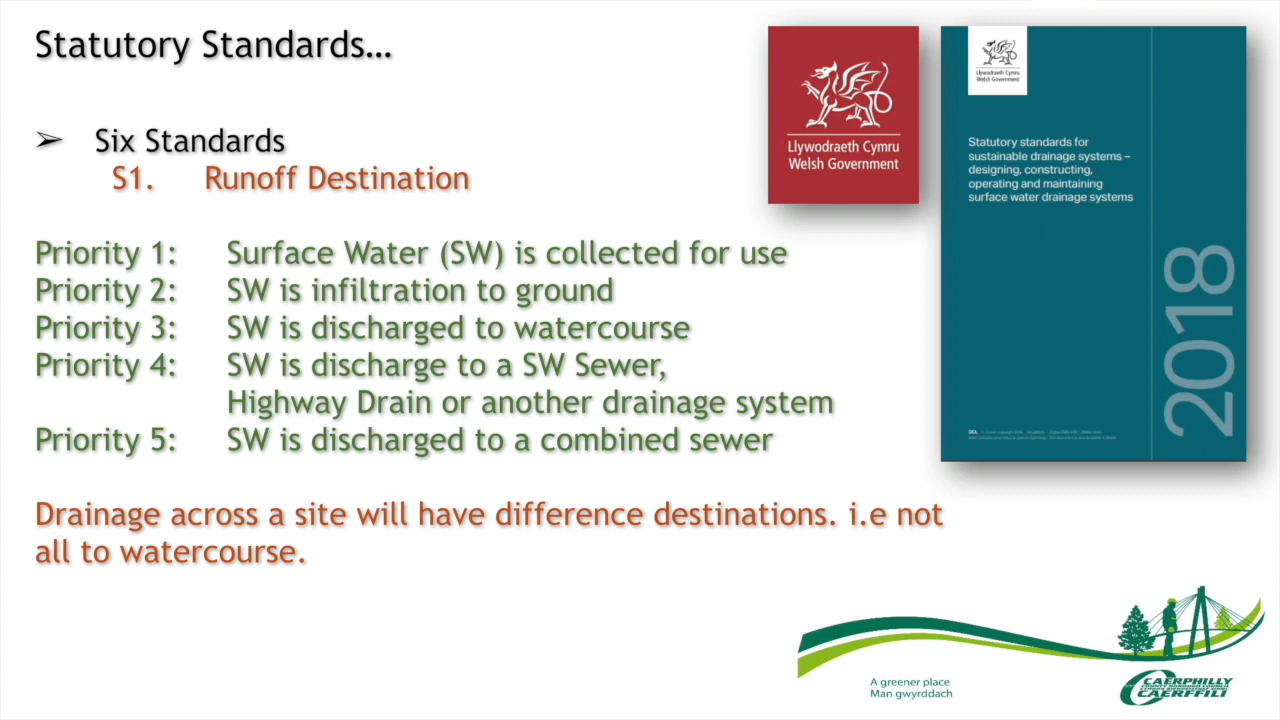 Statutory Standards…
➢ Six Standards
S1. Runoff Destination
Priority 1: Surface Water (SW) is collected for use
Priority 2: SW is infiltration to ground
Priority 3: SW is discharged to watercourse
Priority 4: SW is discharge to a SW Sewer,
Highway Drain or another drainage system
Priority 5: SW is discharged to a combined sewer
Drainage across a site will have difference destinations. i.e not
all to watercourse.
Llywodraeth Cymru
Welsh Government
Llywodraeth Cymru
Welsh Government
Statutory standards for
sustainable drainage systems –
designing, constructing,
operating and maintaining
surface water drainage systems
2018
OGL
A greener place
Man gwyrddach
CAERPHILLY
CAERFFILI